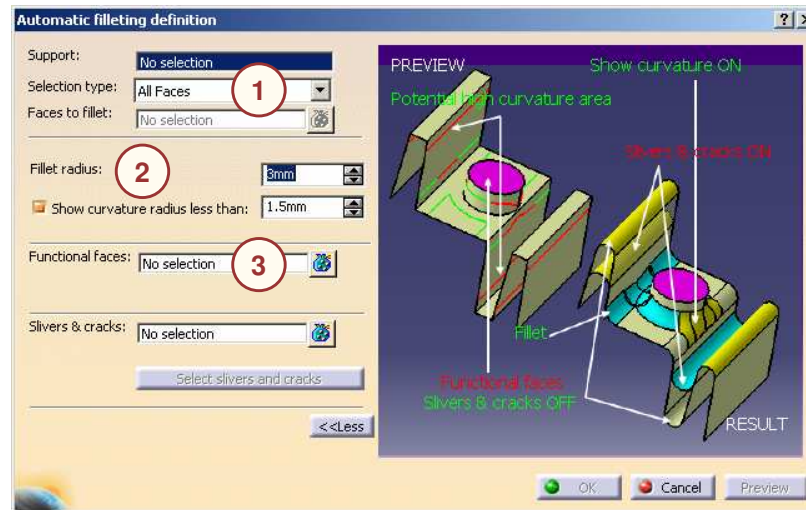 Automatic filleting definition
Support:
No selection
Selection type:
All Faces
1
Faces to fillet:
No selection
Fillet radius:
2
3mm
Show curvature radius less than:
1.5mm
Functional faces:
No selection
3
Slivers & cracks:
No selection
Select slivers and cracks
<<Less
PREVIEW
Show curvature ON
Potential high curvature area
Slivers & cracks ON
Fillet
Functional faces
Slivers & cracks OFF
RESULT
OK
Cancel
Preview